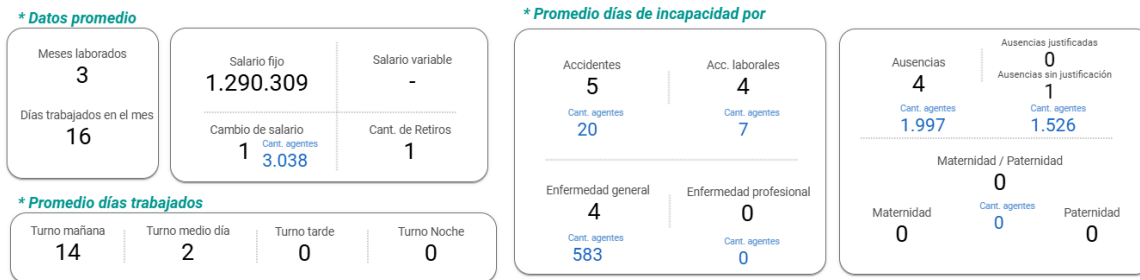 * Datos promedio
Meses laborados
3
Días trabajados en el mes
16
Salario fijo
1.290.309
Salario variable
-
Cambio de salario
1
Cant. agentes
3.038
Cant. de Retiros
1
* Promedio días trabajados
Turno mañana
14
Turno medio día
2
Turno tarde
0
Turno Noche
0
* Promedio días de incapacidad por
Accidentes
5
Cant. agentes
20
Acc. laborales
4
Cant. agentes
7
Enfermedad general
4
Cant. agentes
583
Enfermedad profesional
0
Cant. agentes
0
Ausencias
4
Cant. agentes
1.997
Ausencias justificadas
0
Ausencias sin justificación
1
Cant. agentes
1.526
Maternidad / Paternidad
0
Cant. agentes
0
Maternidad
0
Paternidad
0